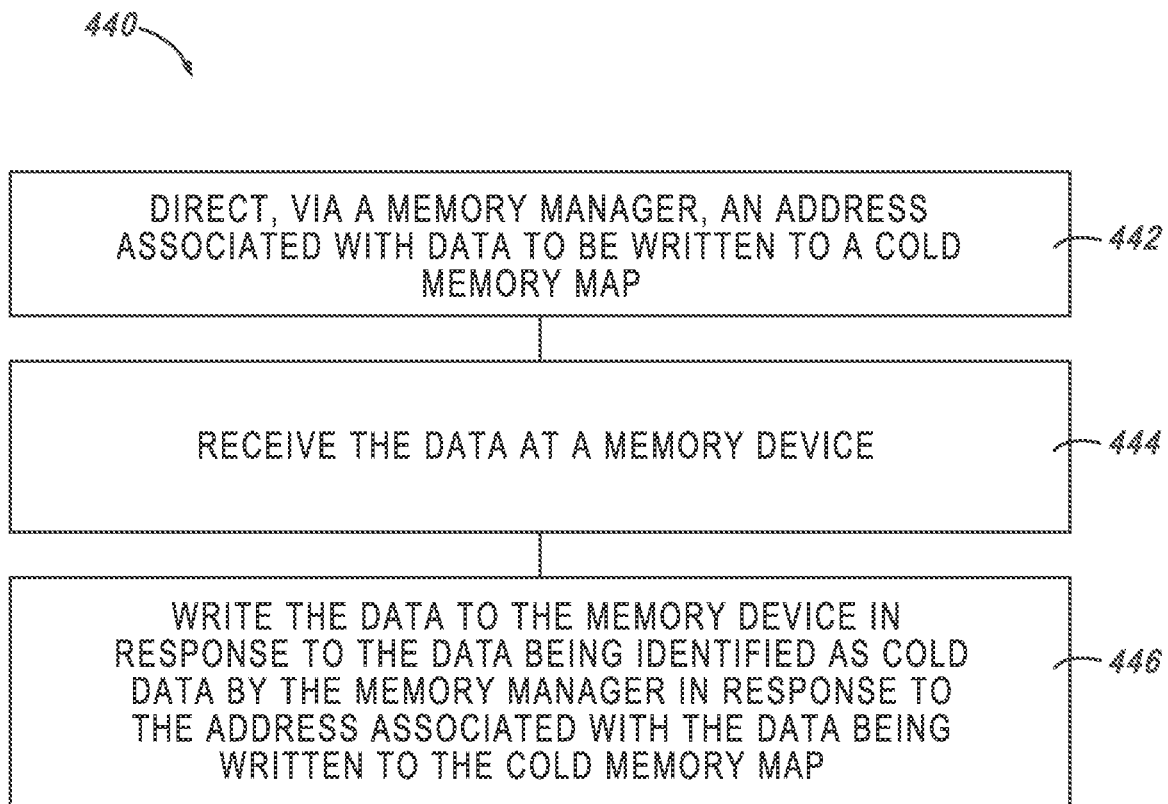 440
DIRECT, VIA A MEMORY MANAGER, AN ADDRESS
ASSOCIATED WITH DATA TO BE WRITTEN TO A COLD
MEMORY MAP
442
RECEIVE THE DATA AT A MEMORY DEVICE
444
WRITE THE DATA TO THE MEMORY DEVICE IN
RESPONSE TO THE DATA BEING IDENTIFIED AS COLD
DATA BY THE MEMORY MANAGER IN RESPONSE TO
THE ADDRESS ASSOCIATED WITH THE DATA BEING
WRITTEN TO THE COLD MEMORY MAP
446